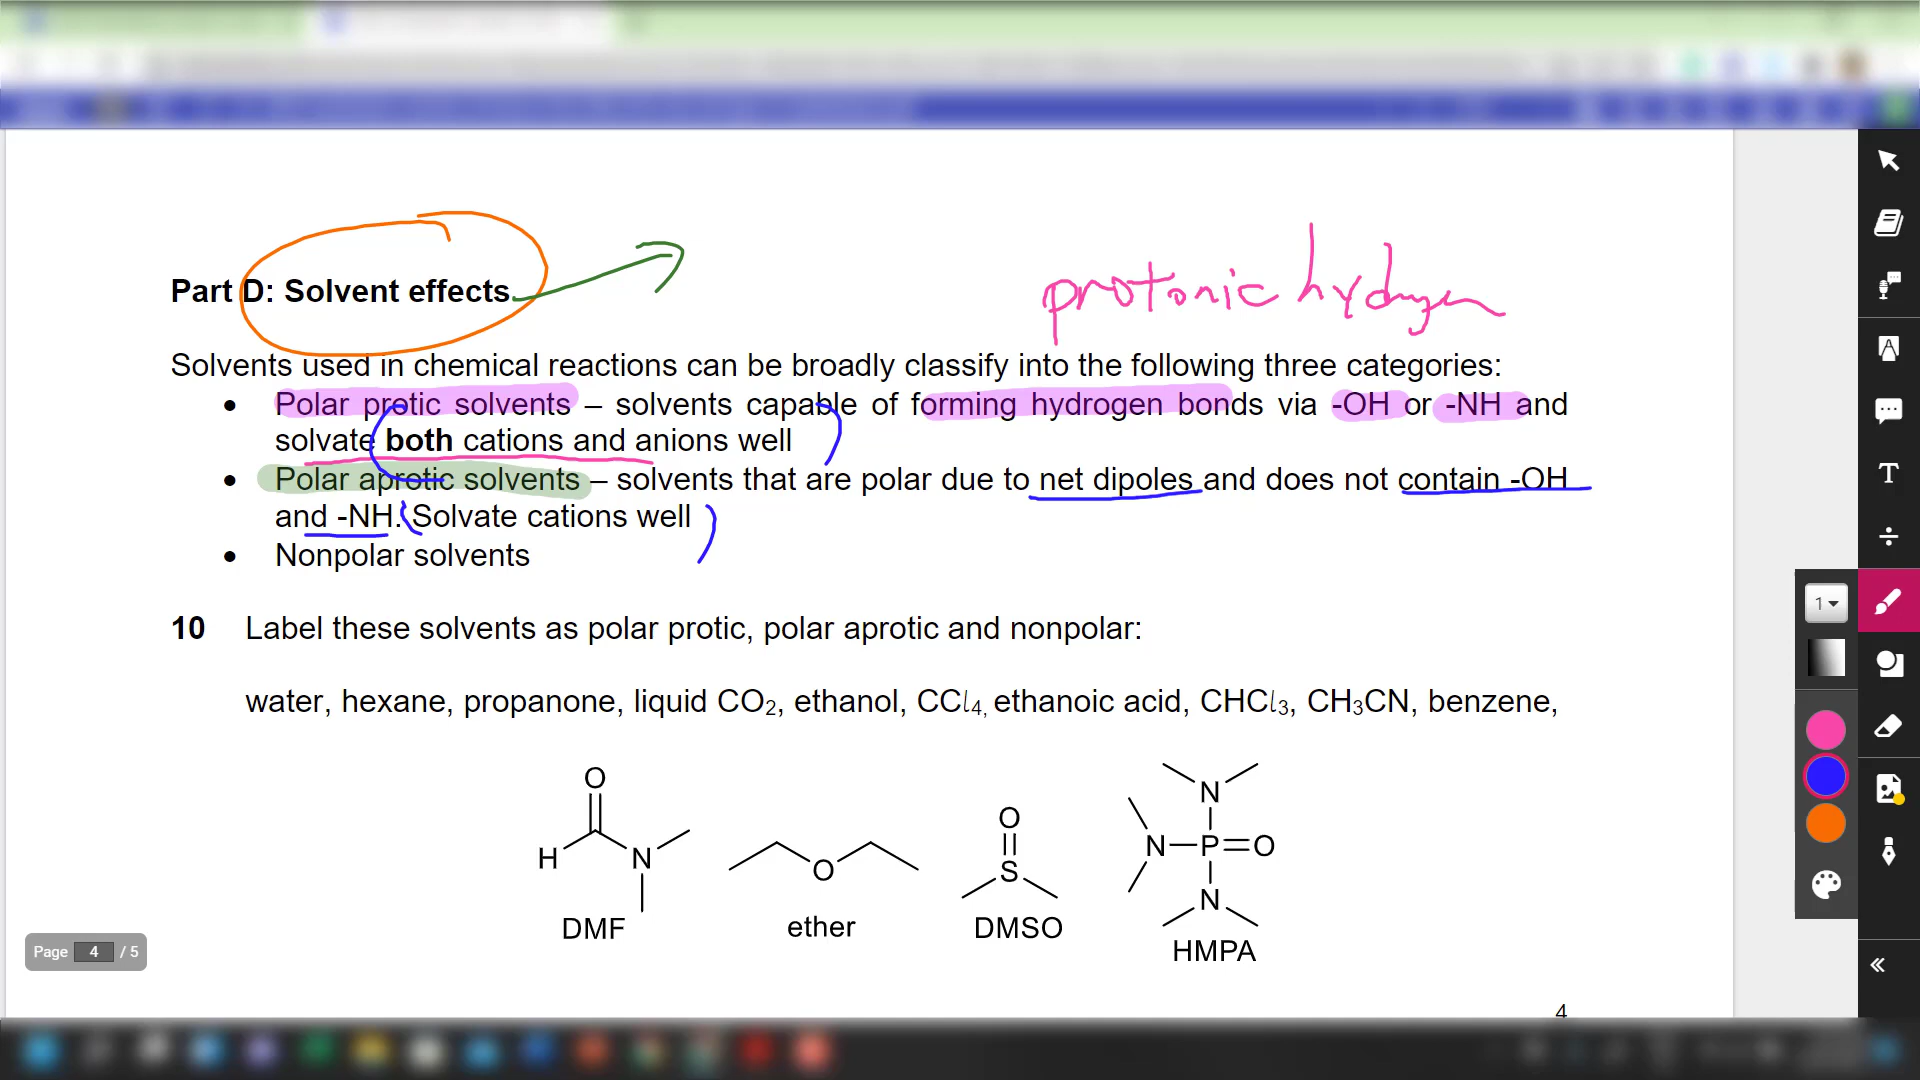 protonic hydrogen
Part D: Solvent effects
Solvents used in chemical reactions can be broadly classify into the following three categories:
• Polar protic solvents – solvents capable of forming hydrogen bonds via -OH or -NH and
solvate both cations and anions well
• Polar aprotic solvents – solvents that are polar due to net dipoles and does not contain -OH
and -NH. Solvate cations well
• Nonpolar solvents
10 Label these solvents as polar protic, polar aprotic and nonpolar:
water, hexane, propanone, liquid CO₂, ethanol, CCl₄, ethanoic acid, CHCl₃, CH₃CN, benzene,
O
H N
DMF
O
ether
O
S
DMSO
N
N P O
N
HMPA
Page 4 / 5
4
1
T